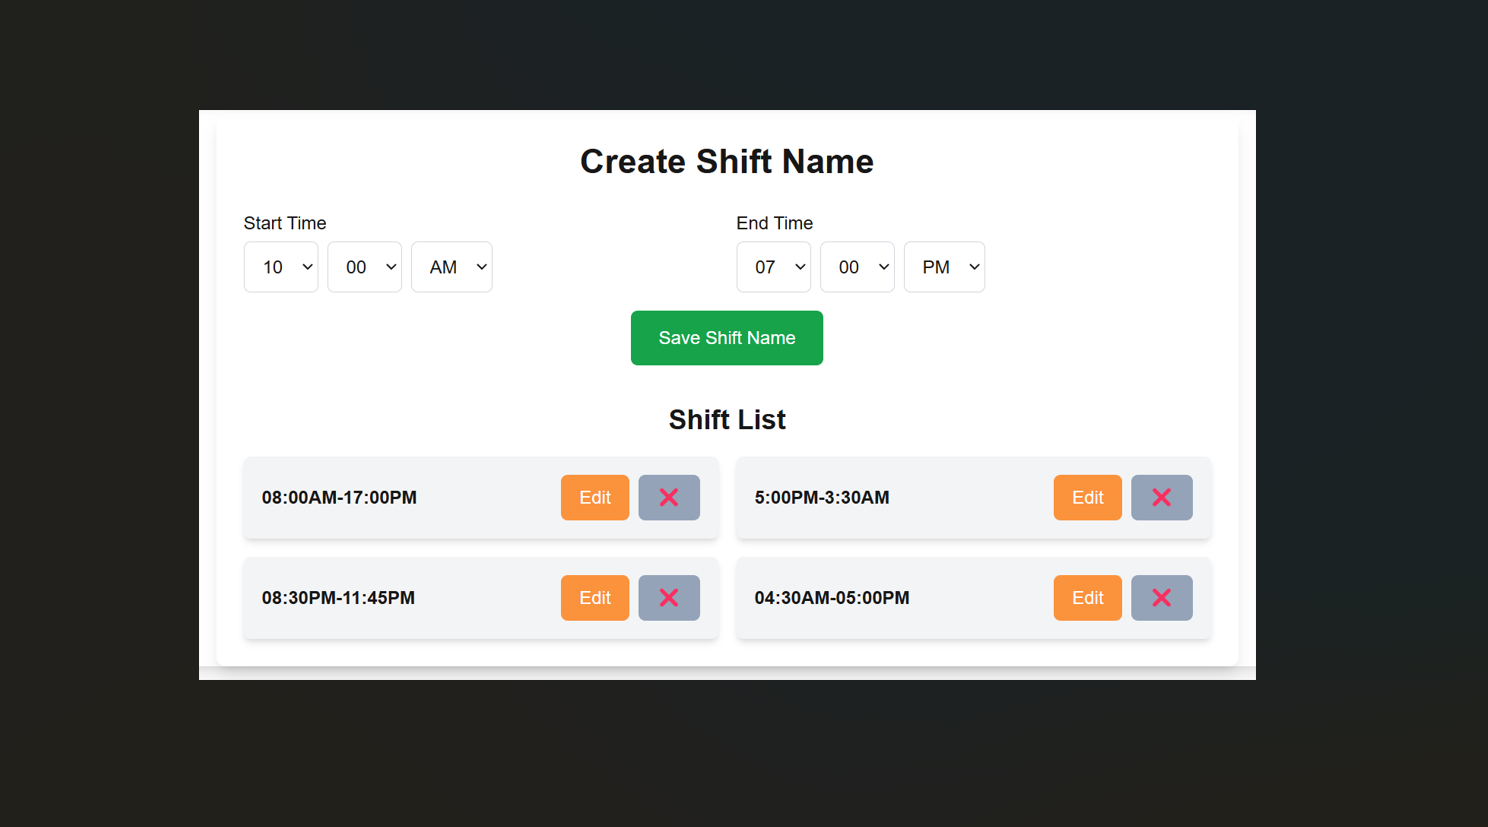 Create Shift Name
Start Time
End Time
10 00 AM
07 00 PM
Save Shift Name
Shift List
08:00AM-17:00PM Edit
5:00PM-3:30AM Edit
08:30PM-11:45PM Edit
04:30AM-05:00PM Edit